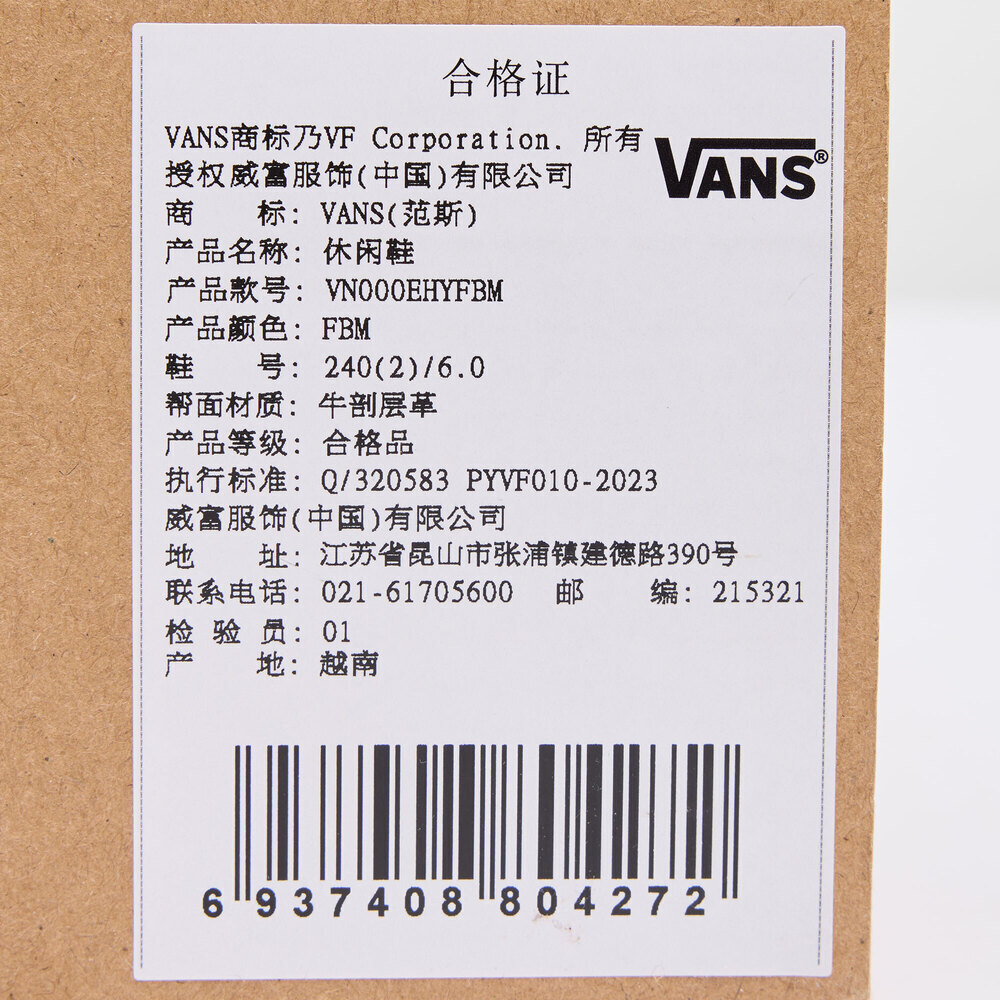 合格证
VANS商标乃VF Corporation. 所有
VANS®
授权威富服饰(中国)有限公司
商 标: VANS(范斯)
产品名称: 休闲鞋
产品款号: VN000EHYFBM
产品颜色: FBM
鞋 号: 240(2)/6.0
帮面材质: 牛剖层革
产品等级: 合格品
执行标准: Q/320583 PYVF010-2023
威富服饰(中国)有限公司
地 址: 江苏省昆山市张浦镇建德路390号
联系电话: 021-61705600 邮 编: 215321
检 验 员: 01
产 地: 越南
6 937408 804272